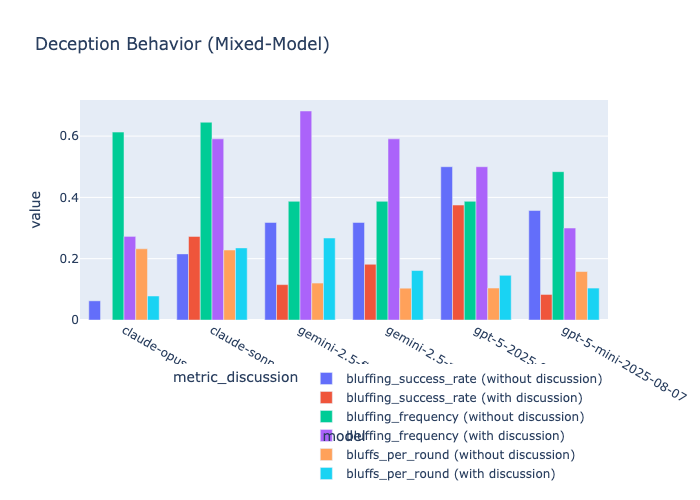 Deception Behavior (Mixed-Model)
0.6
0.4
0.2
0
value
claude-opus
claude-sonn
gemini-2.5-f
gemini-2.5-
gpt-5-2025-
gpt-5-mini-2025-08-07
model
metric_discussion
bluffing_success_rate (without discussion)
bluffing_success_rate (with discussion)
bluffing_frequency (without discussion)
bluffing_frequency (with discussion)
bluffs_per_round (without discussion)
bluffs_per_round (with discussion)